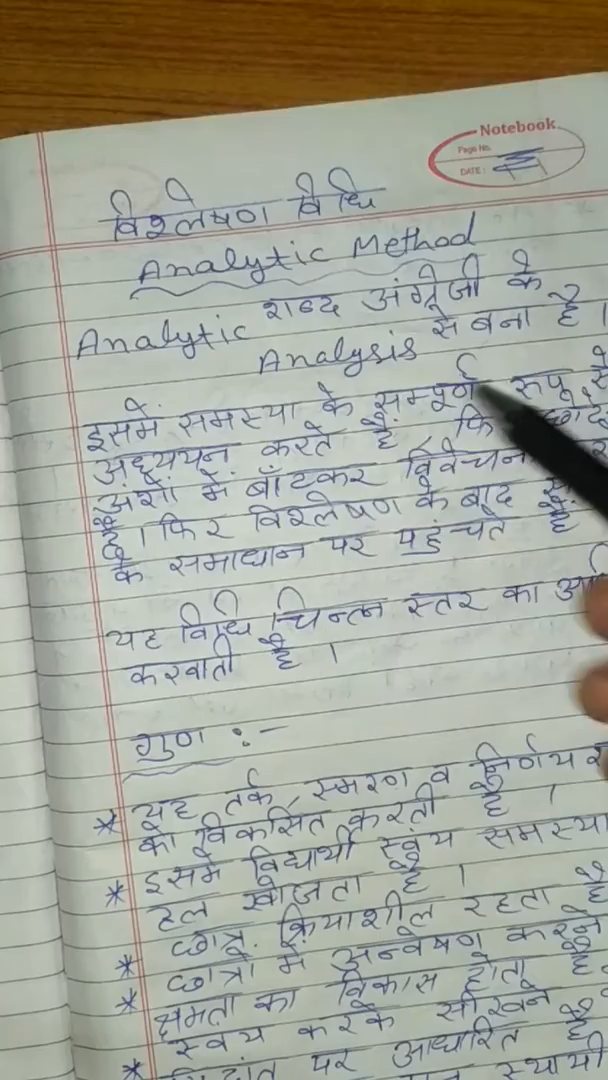 Notebook
Page No.
DATE:
विश्लेषण विधि
Analytic Method
Analytic शब्द अंग्रेजी के
Analysis से बना है।
इसमें समस्या के सम्पूर्ण रूप से
अध्ययन करते हैं, फिर
अंशों में बाँटकर विवेचन
है। फिर विश्लेषण के बाद
के समाधान पर पहुंचते हैं
यह विधि चिन्तन स्तर का
करवाती है।
गुण :-
* यह तर्क, स्मरण व निर्णय
को विकसित करती है।
* इसमें विद्यार्थी स्वंय समस्या
हल खोजता है।
* छात्र क्रियाशील रहता है
* छात्रों में अन्वेषण करने
क्षमता का विकास होता है
* स्वंय करके सीखने
पर आधारित है
स्थायी